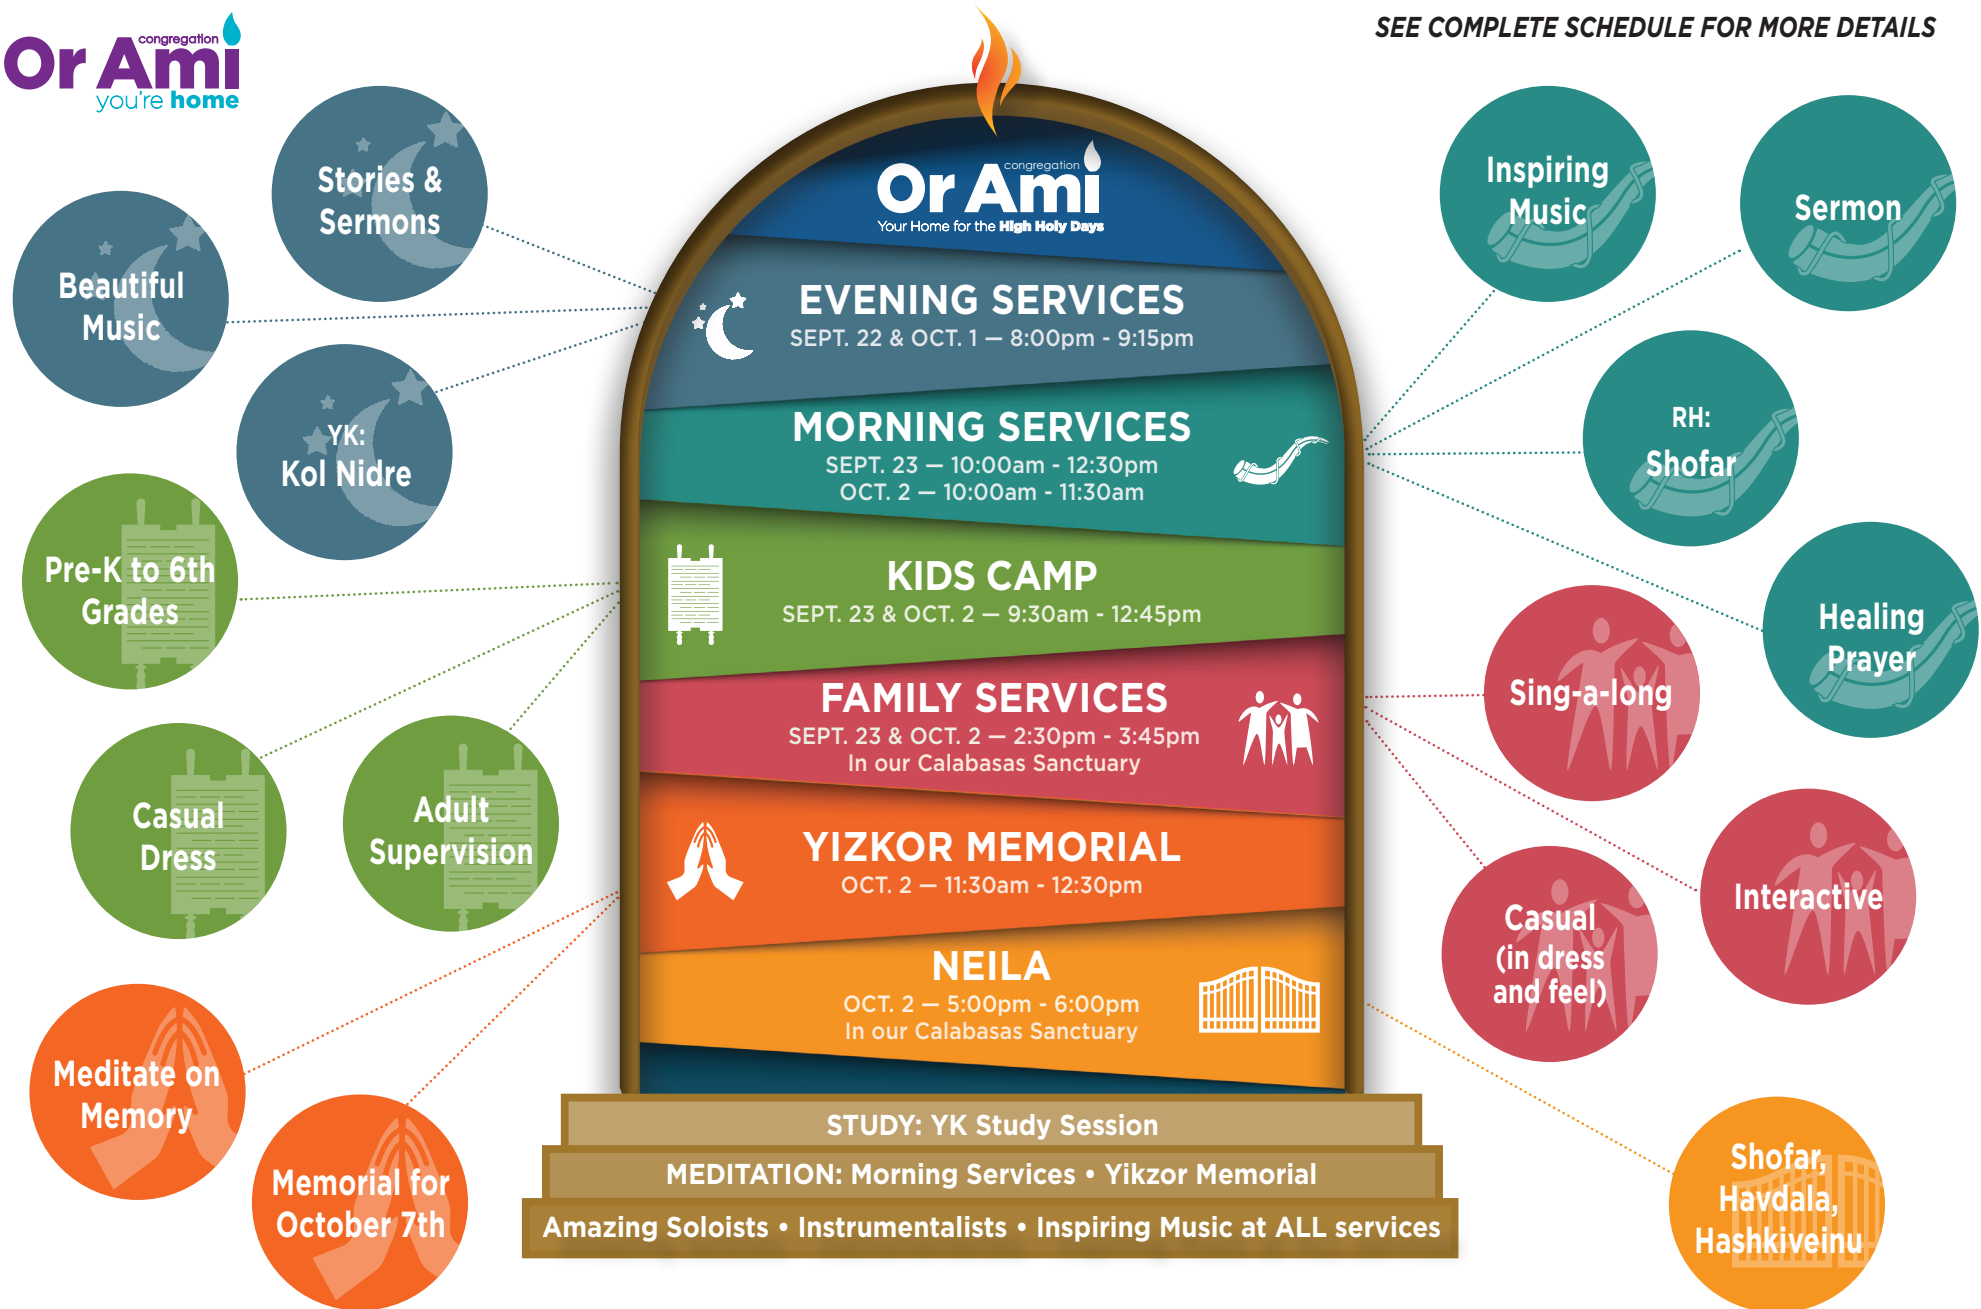 congregation
Or Ami
you're home
SEE COMPLETE SCHEDULE FOR MORE DETAILS
Stories &
Sermons
Beautiful
Music
YK:
Kol Nidre
Pre-K to 6th
Grades
Casual
Dress
Adult
Supervision
Meditate on
Memory
Memorial for
October 7th
congregation
Or Ami
Your Home for the High Holy Days
EVENING SERVICES
SEPT. 22 & OCT. 1 — 8:00pm - 9:15pm
MORNING SERVICES
SEPT. 23 — 10:00am - 12:30pm
OCT. 2 — 10:00am - 11:30am
KIDS CAMP
SEPT. 23 & OCT. 2 — 9:30am - 12:45pm
FAMILY SERVICES
SEPT. 23 & OCT. 2 — 2:30pm - 3:45pm
In our Calabasas Sanctuary
YIZKOR MEMORIAL
OCT. 2 — 11:30am - 12:30pm
NEILA
OCT. 2 — 5:00pm - 6:00pm
In our Calabasas Sanctuary
STUDY: YK Study Session
MEDITATION: Morning Services • Yikzor Memorial
Amazing Soloists • Instrumentalists • Inspiring Music at ALL services
Inspiring
Music
Sermon
RH:
Shofar
Healing
Prayer
Sing-a-long
Interactive
Casual
(in dress
and feel)
Shofar,
Havdala,
Hashkiveinu